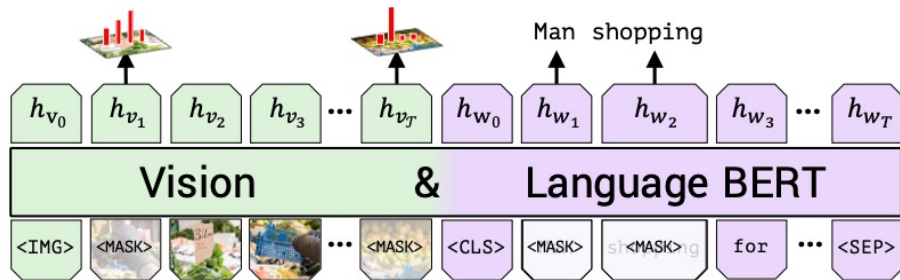 Man shopping
h_{v_0} h_{v_1} h_{v_2} h_{v_3} ••• h_{v_𝒯} h_{w_0} h_{w_1} h_{w_2} h_{w_3} ••• h_{w_T}
Vision & Language BERT
<IMG> <MASK> ••• <MASK> <CLS> <MASK> <MASK> for ••• <SEP>